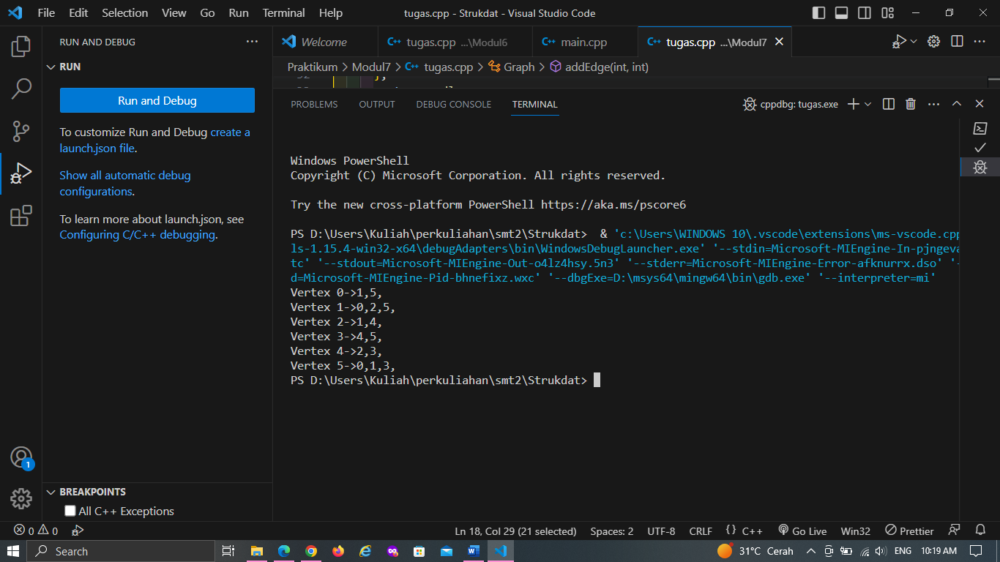 File Edit Selection View Go Run Terminal Help
tugas.cpp - Strukdat - Visual Studio Code
RUN AND DEBUG ···
RUN
Run and Debug
To customize Run and Debug create a
launch.json file.
Show all automatic debug
configurations.
To learn more about launch.json, see
Configuring C/C++ debugging.
BREAKPOINTS
All C++ Exceptions
1
Welcome
C++ tugas.cpp ...\Modul6
C++ main.cpp
C++ tugas.cpp ...\Modul7
Praktikum > Modul7 > C++ tugas.cpp > Graph > addEdge(int, int)
PROBLEMS OUTPUT DEBUG CONSOLE TERMINAL
cppdbg: tugas.exe
Windows PowerShell
Copyright (C) Microsoft Corporation. All rights reserved.
Try the new cross-platform PowerShell https://aka.ms/pscore6
PS D:\Users\Kuliah\perkuliahan\smt2\Strukdat>  & 'c:\Users\WINDOWS 10\.vscode\extensions\ms-vscode.cpp
ls-1.15.4-win32-x64\debugAdapters\bin\WindowsDebugLauncher.exe' '--stdin=Microsoft-MIEngine-In-pjngeva
tc' '--stdout=Microsoft-MIEngine-Out-o4lz4hsy.5n3' '--stderr=Microsoft-MIEngine-Error-afknurrx.dso' '-
d=Microsoft-MIEngine-Pid-bhnefixz.wxc' '--dbgExe=D:\msys64\mingw64\bin\gdb.exe' '--interpreter=mi'
Vertex 0->1,5,
Vertex 1->0,2,5,
Vertex 2->1,4,
Vertex 3->4,5,
Vertex 4->2,3,
Vertex 5->0,1,3,
PS D:\Users\Kuliah\perkuliahan\smt2\Strukdat>
0 0
Ln 18, Col 29 (21 selected) Spaces: 2 UTF-8 CRLF {} C++ Go Live Win32 Prettier
Search
31°C Cerah
ENG
10:19 AM